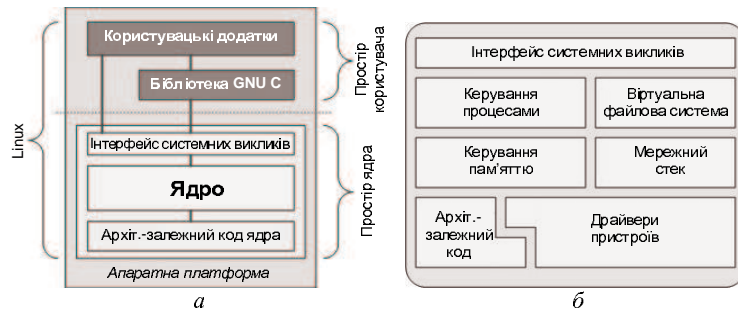 Linux
Користувацькі додатки
Бібліотека GNU C
Простір
користувача
Інтерфейс системних викликів
Ядро
Архіт.-залежний код ядра
Простір ядра
Апаратна платформа
а
Інтерфейс системних викликів
Керування
процесами
Віртуальна
файлова система
Керування
пам'яттю
Мережний
стек
Архіт.-
залежний
код
Драйвери
пристроїв
б